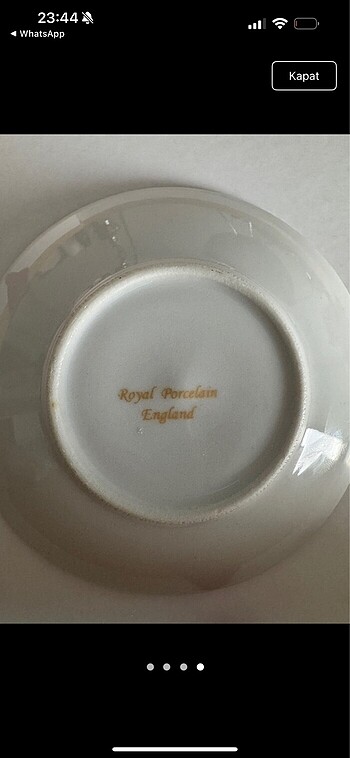 23:44
◀ WhatsApp
Kapat
Royal Porcelain
England